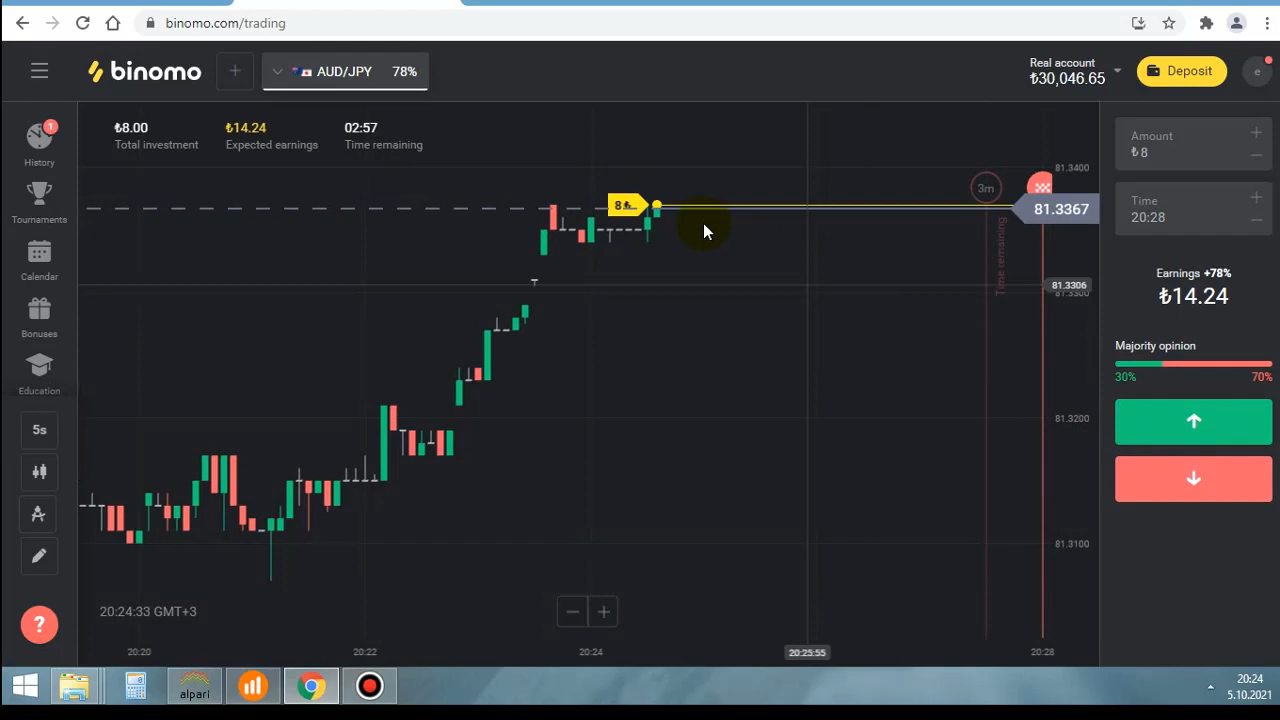 binomo.com/trading
binomo
+
AUD/JPY 78%
Real account
₺30,046.65
Deposit
e
1
History
Tournaments
Calendar
Bonuses
Education
5s
?
₺8.00
Total investment
₺14.24
Expected earnings
02:57
Time remaining
8 ₺
3m
Time remaining
81.3400
81.3367
81.3306
81.3300
81.3200
81.3100
20:24:33 GMT+3
− +
20:20
20:22
20:24
20:25:55
20:28
Amount
₺ 8
+
−
Time
20:28
+
−
Earnings +78%
₺14.24
Majority opinion
30% 70%
alpari
20:24
5.10.2021